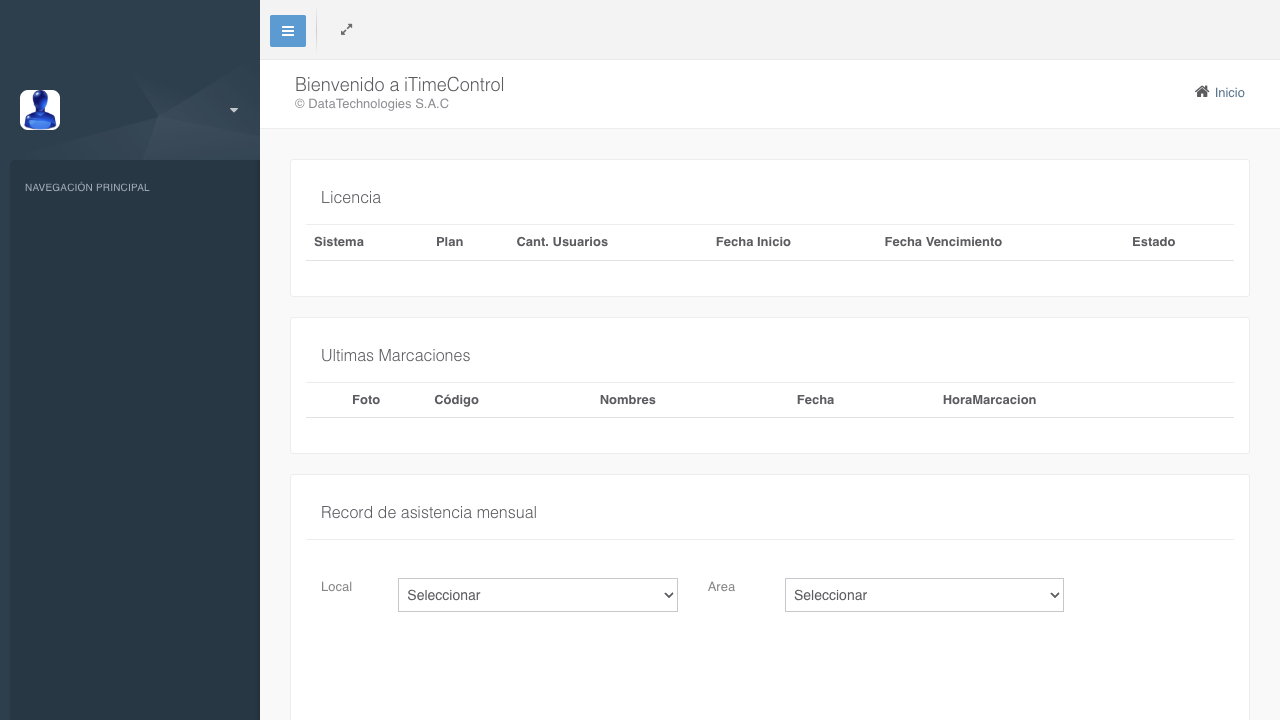 NAVEGACIÓN PRINCIPAL
Bienvenido a iTimeControl
© DataTechnologies S.A.C
Inicio
Licencia
Sistema Plan Cant. Usuarios Fecha Inicio Fecha Vencimiento Estado
Ultimas Marcaciones
Foto Código Nombres Fecha HoraMarcacion
Record de asistencia mensual
Local Seleccionar Area Seleccionar